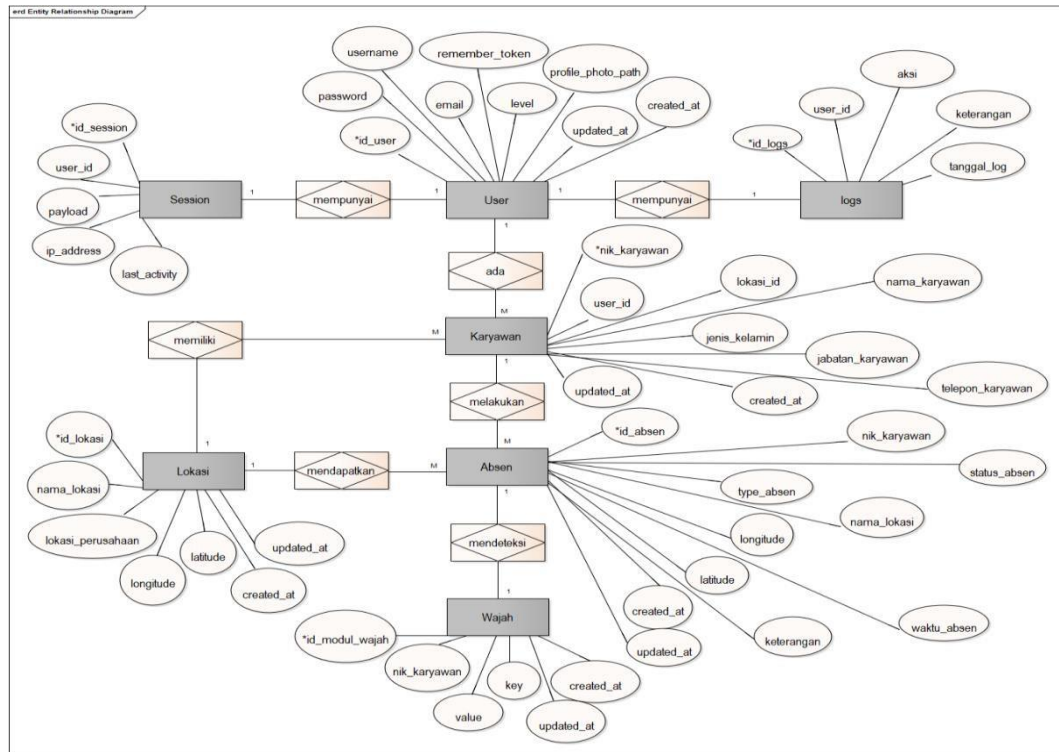 erd Entity Relationship Diagram
username
remember_token
profile_photo_path
password
email
level
created_at
updated_at
*id_user
User
aksi
user_id
keterangan
*id_logs
tanggal_log
logs
*id_session
user_id
payload
ip_address
last_activity
Session
1
mempunyai
1
1
mempunyai
1
1
ada
M
*nik_karyawan
lokasi_id
nama_karyawan
user_id
jenis_kelamin
jabatan_karyawan
telepon_karyawan
created_at
updated_at
Karyawan
memiliki
M
1
1
melakukan
M
*id_lokasi
nama_lokasi
lokasi_perusahaan
longitude
latitude
created_at
updated_at
Lokasi
1
mendapatkan
M
Absen
*id_absen
nik_karyawan
status_absen
type_absen
nama_lokasi
longitude
latitude
waktu_absen
created_at
keterangan
updated_at
1
mendeteksi
1
Wajah
*id_modul_wajah
nik_karyawan
value
key
created_at
updated_at